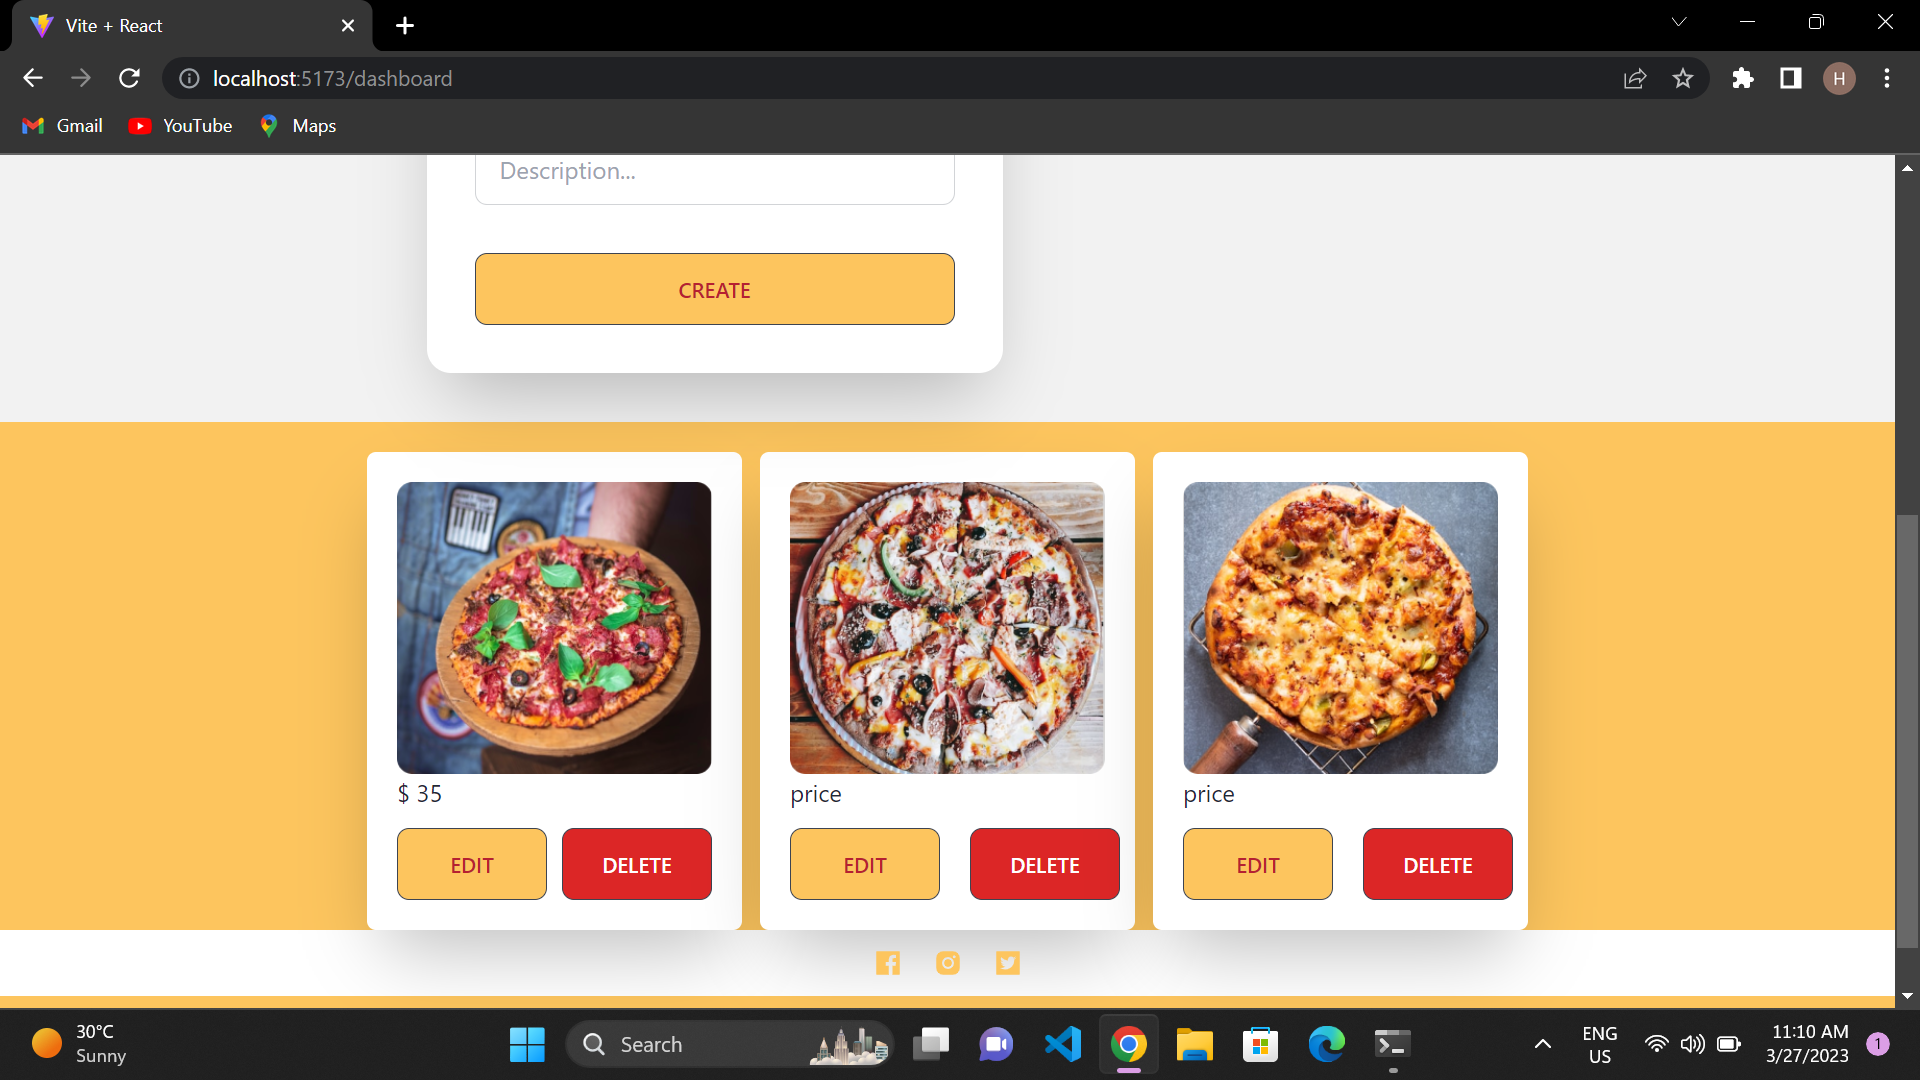 Vite + React
localhost:5173/dashboard
H
Gmail YouTube Maps
Description...
CREATE
$ 35 price price
EDIT DELETE EDIT DELETE EDIT DELETE
30°C
Sunny
Search
ENG
US
11:10 AM
3/27/2023
1